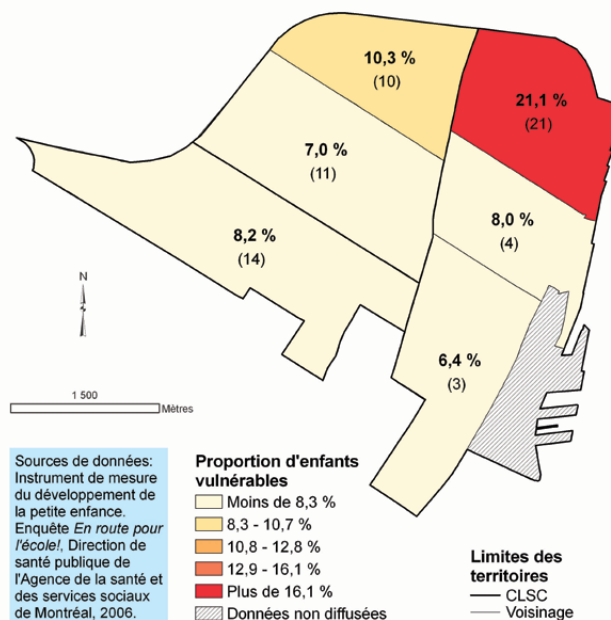 10,3 %
(10)
21,1 %
(21)
7,0 %
(11)
8,0 %
(4)
8,2 %
(14)
N
6,4 %
(3)
1 500
Mètres
Sources de données:
Instrument de mesure
du développement de
la petite enfance.
Enquête En route pour
l'école!, Direction de
santé publique de
l'Agence de la santé et
des services sociaux
de Montréal, 2006.
Proportion d'enfants
vulnérables
Moins de 8,3 %
8,3 - 10,7 %
10,8 - 12,8 %
12,9 - 16,1 %
Plus de 16,1 %
Données non diffusées
Limites des
territoires
CLSC
Voisinage